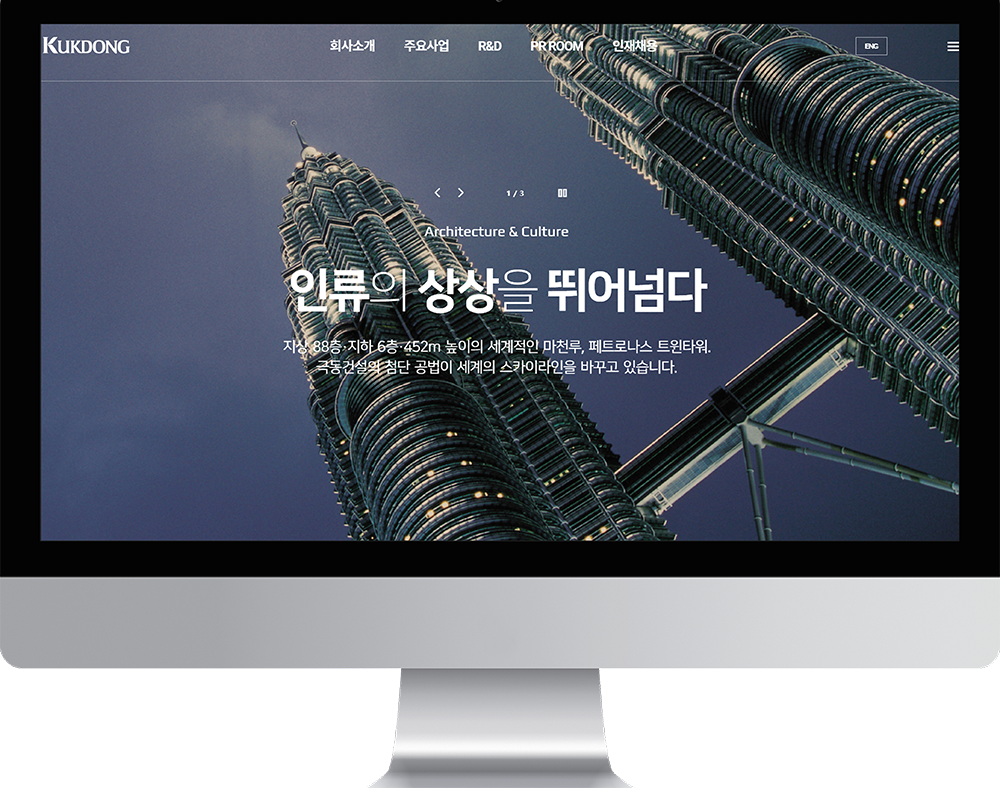 KUKDONG
회사소개 주요사업 R&D PR ROOM 인재채용
ENG
1 / 3
Architecture & Culture
인류의 상상을 뛰어넘다
지상 88층·지하 6층·452m 높이의 세계적인 마천루, 페트로나스 트윈타워.
극동건설의 첨단 공법이 세계의 스카이라인을 바꾸고 있습니다.